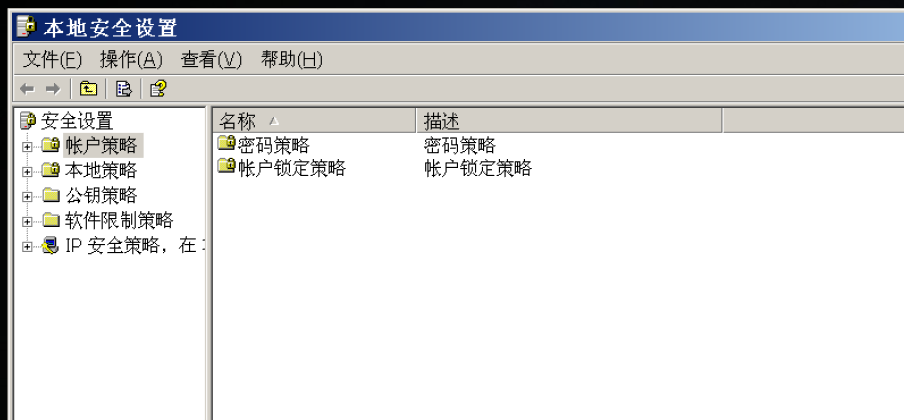 本地安全设置
文件(F) 操作(A) 查看(V) 帮助(H)
安全设置
帐户策略
本地策略
公钥策略
软件限制策略
IP 安全策略，在
名称 描述
密码策略 密码策略
帐户锁定策略 帐户锁定策略